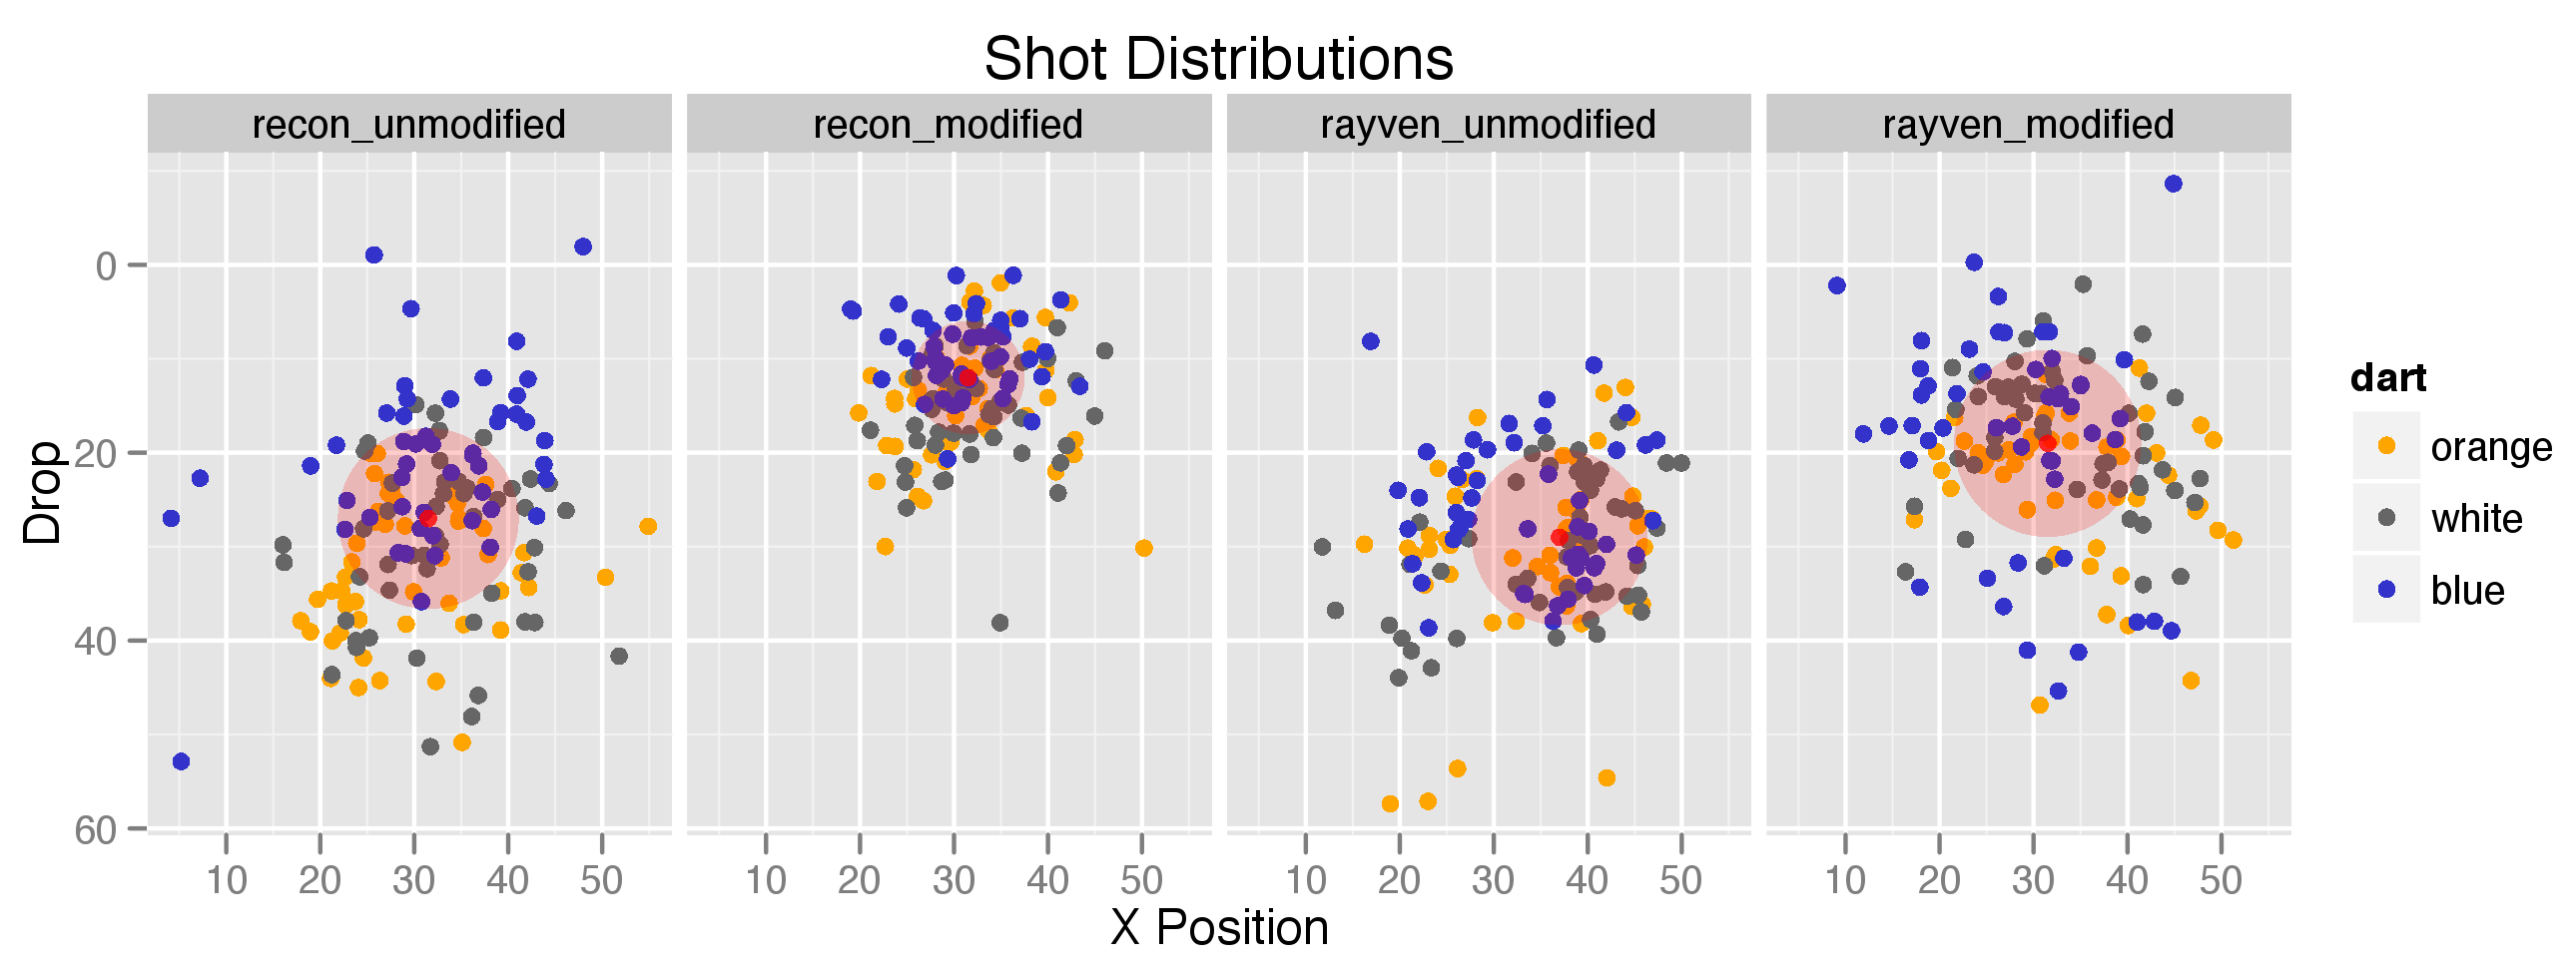 Shot Distributions
recon_unmodified
recon_modified
rayven_unmodified
rayven_modified
Drop
0
20
40
60
10 20 30 40 50
10 20 30 40 50
10 20 30 40 50
10 20 30 40 50
X Position
dart
orange
white
blue